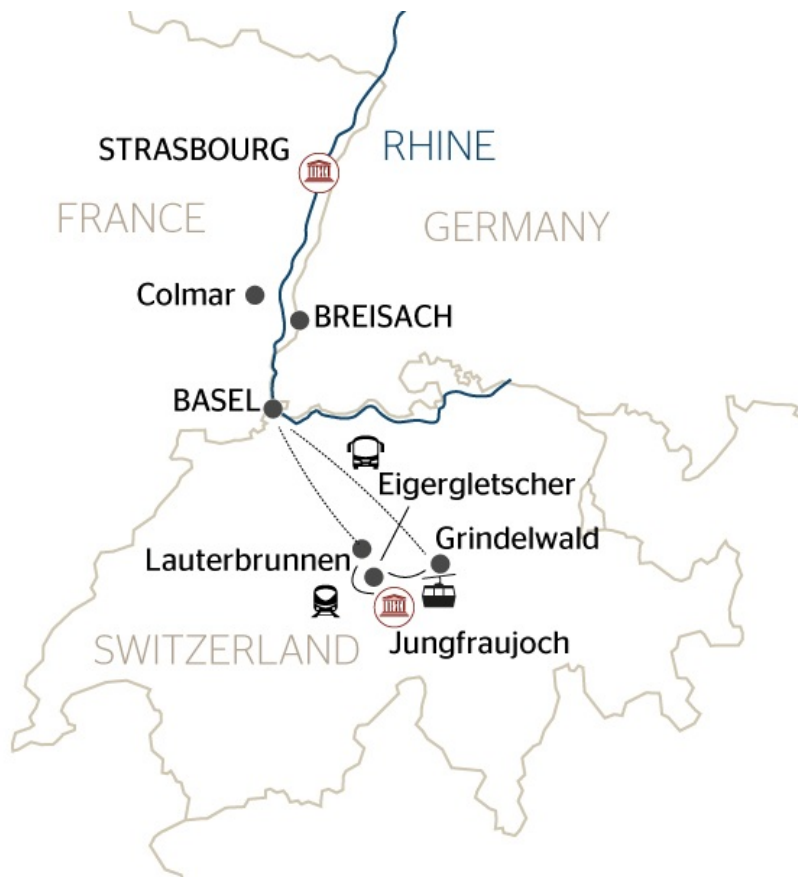 STRASBOURG
RHINE
FRANCE
GERMANY
Colmar
BREISACH
BASEL
Eigergletscher
Grindelwald
Lauterbrunnen
SWITZERLAND
Jungfraujoch